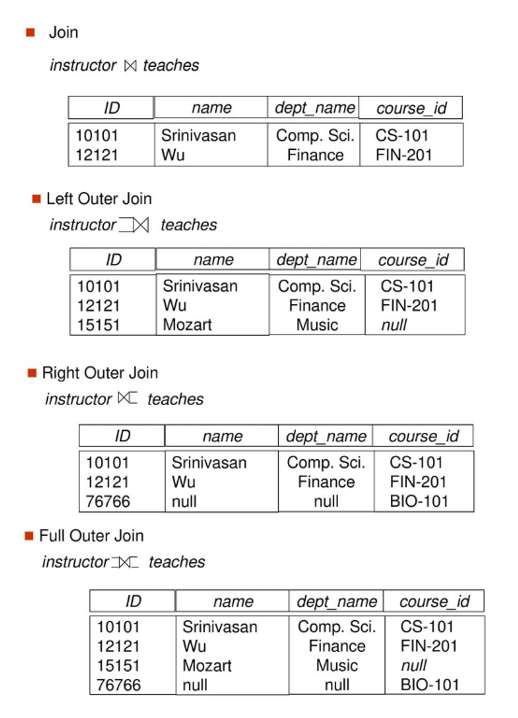 Join
instructor ⋈ teaches
ID name dept_name course_id
10101 Srinivasan Comp. Sci. CS-101
12121 Wu Finance FIN-201
Left Outer Join
instructor ⟕ teaches
ID name dept_name course_id
10101 Srinivasan Comp. Sci. CS-101
12121 Wu Finance FIN-201
15151 Mozart Music null
Right Outer Join
instructor ⟖ teaches
ID name dept_name course_id
10101 Srinivasan Comp. Sci. CS-101
12121 Wu Finance FIN-201
76766 null null BIO-101
Full Outer Join
instructor ⟗ teaches
ID name dept_name course_id
10101 Srinivasan Comp. Sci. CS-101
12121 Wu Finance FIN-201
15151 Mozart Music null
76766 null null BIO-101